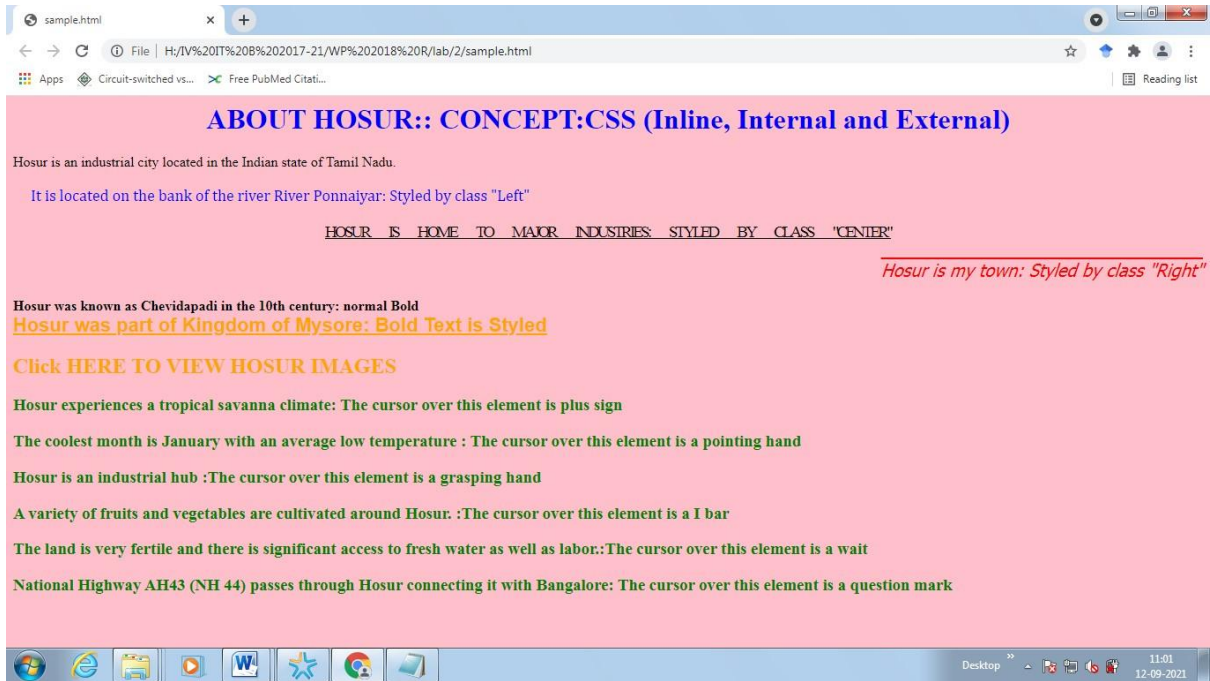 sample.html
File | H:/IV%20IT%20B%202017-21/WP%202018%20R/lab/2/sample.html
Apps Circuit-switched vs... Free PubMed Citati... Reading list
ABOUT HOSUR:: CONCEPT:CSS (Inline, Internal and External)
Hosur is an industrial city located in the Indian state of Tamil Nadu.
It is located on the bank of the river River Ponnaiyar: Styled by class "Left"
HOSUR IS HOME TO MAJOR INDUSTRIES: STYLED BY CLASS "CENTER"
Hosur is my town: Styled by class "Right"
Hosur was known as Chevidapadi in the 10th century: normal Bold
Hosur was part of Kingdom of Mysore: Bold Text is Styled
Click HERE TO VIEW HOSUR IMAGES
Hosur experiences a tropical savanna climate: The cursor over this element is plus sign
The coolest month is January with an average low temperature : The cursor over this element is a pointing hand
Hosur is an industrial hub :The cursor over this element is a grasping hand
A variety of fruits and vegetables are cultivated around Hosur. :The cursor over this element is a I bar
The land is very fertile and there is significant access to fresh water as well as labor.:The cursor over this element is a wait
National Highway AH43 (NH 44) passes through Hosur connecting it with Bangalore: The cursor over this element is a question mark
Desktop » 11:01
12-09-2021